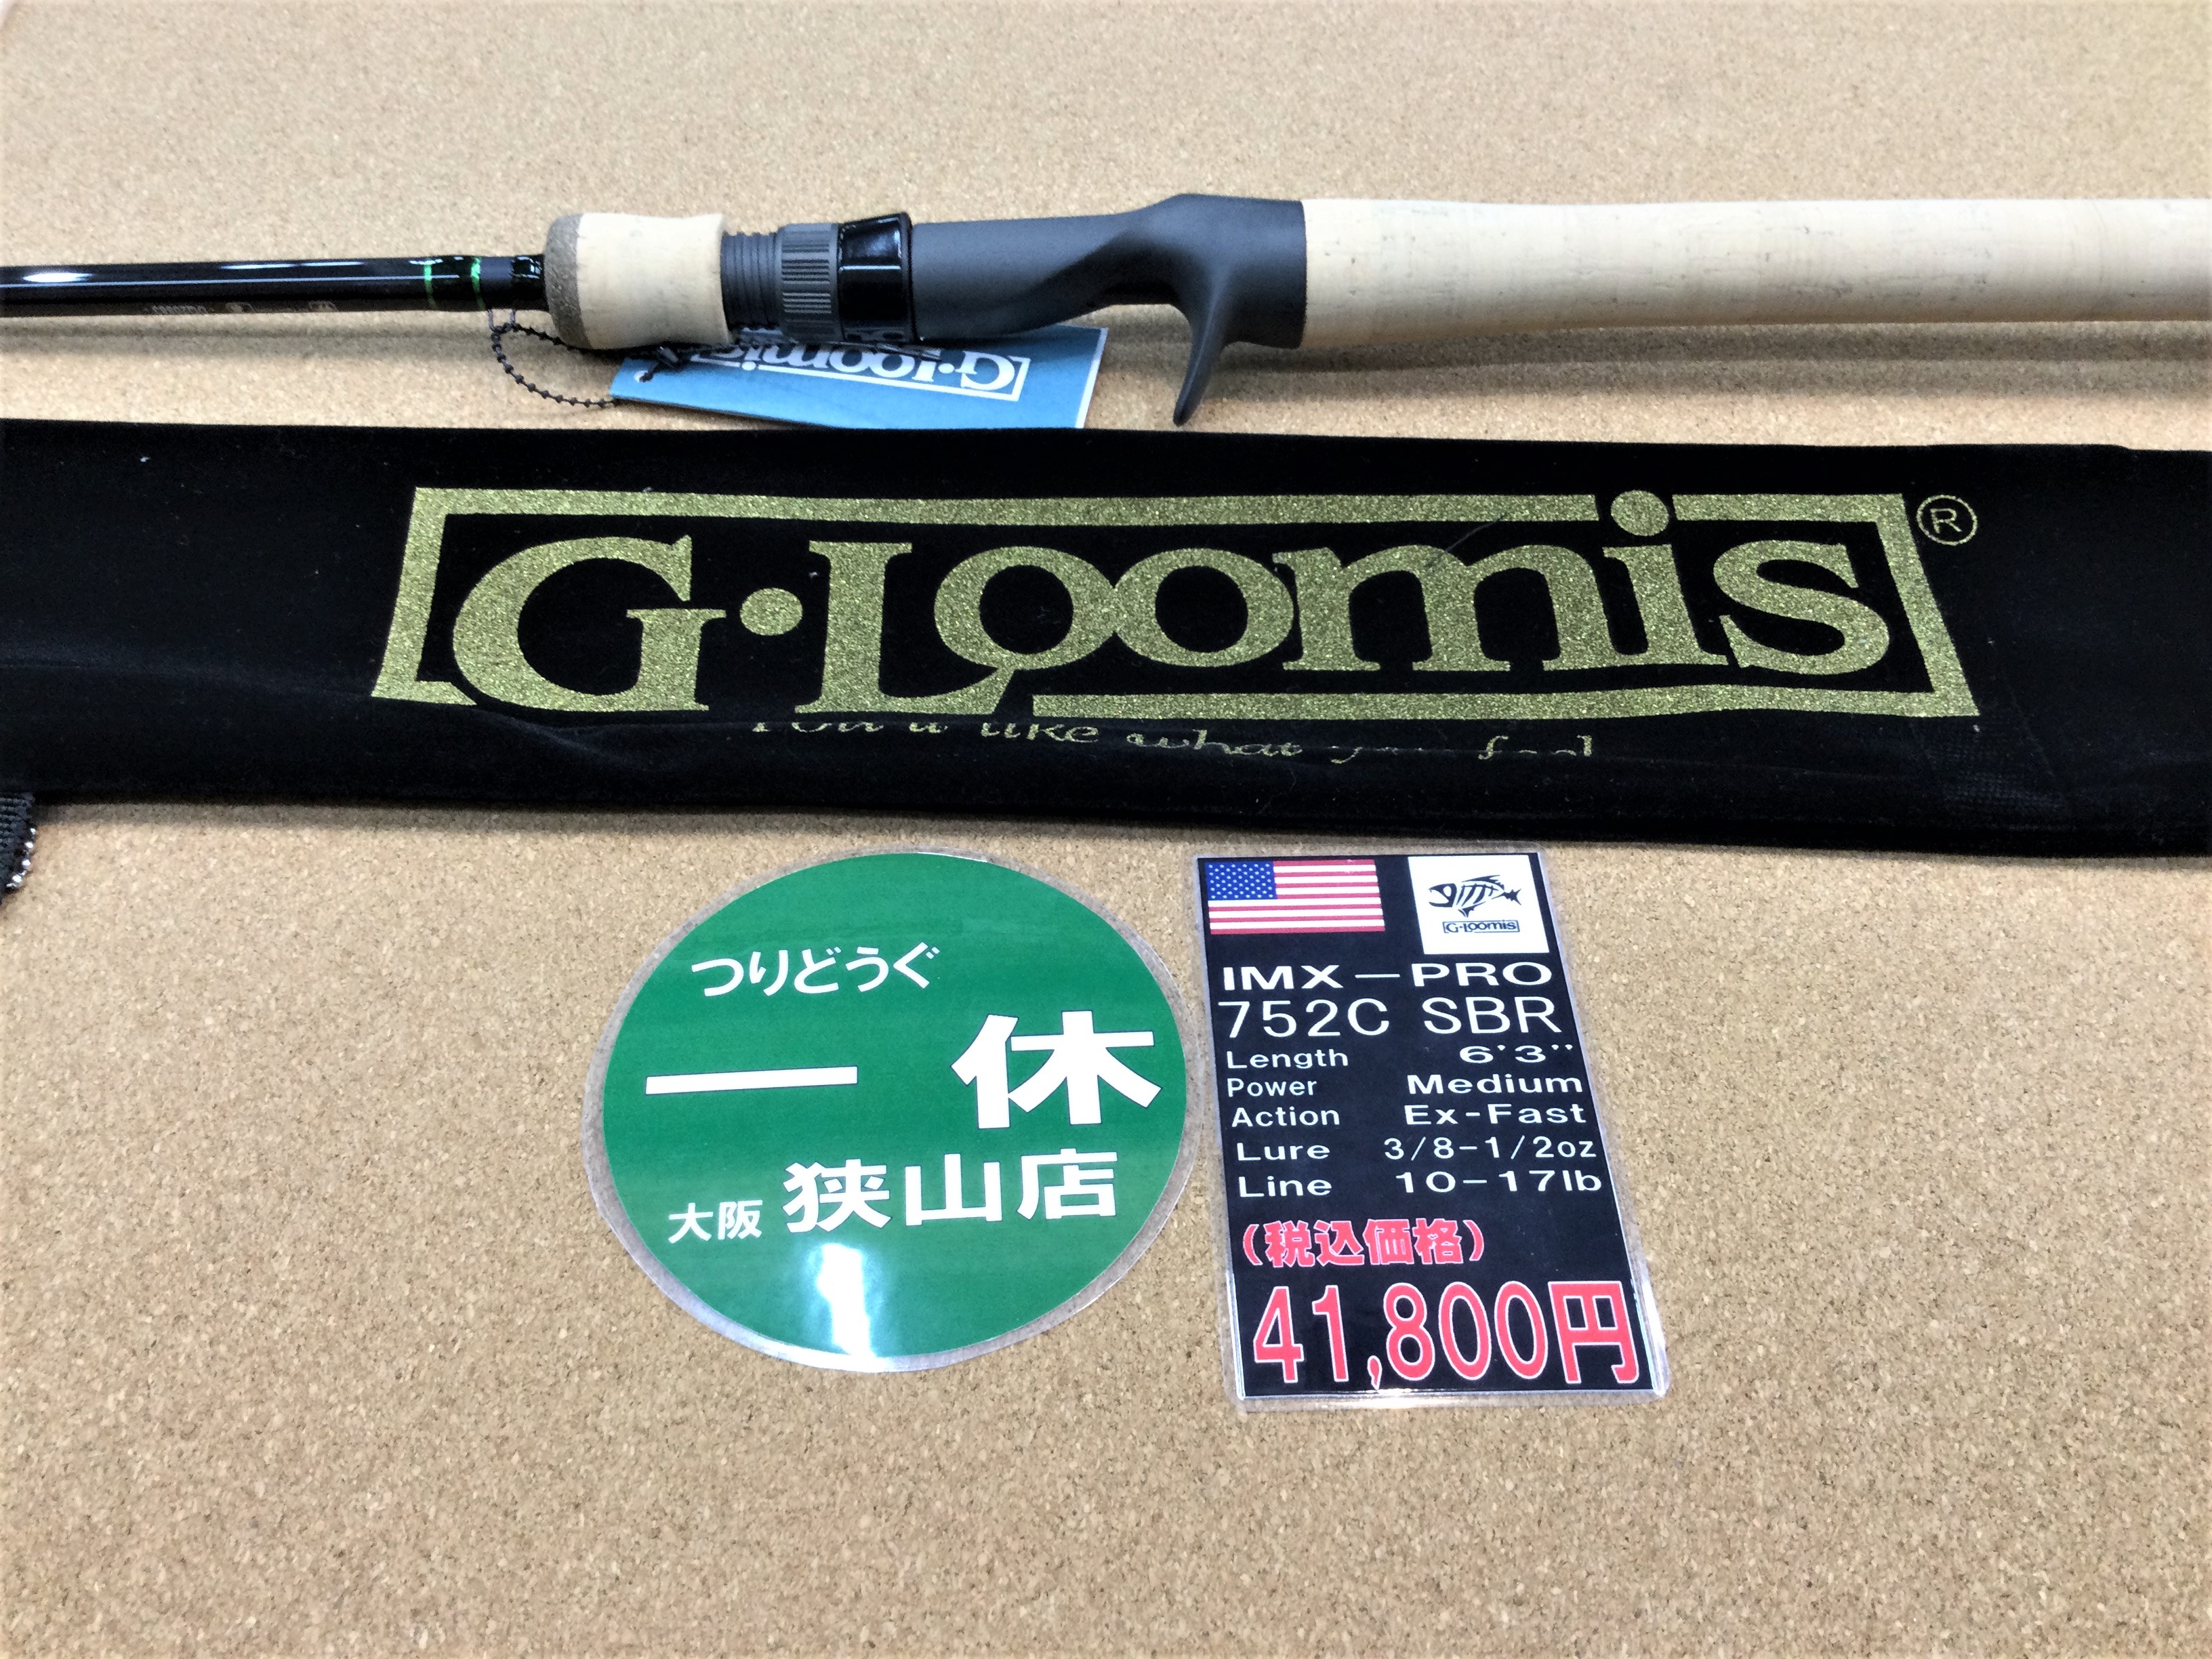 G·Loomis
G·Loomis ®
like what
つりどうぐ
一休
大阪 狭山店
G·Loomis
IMX－PRO
752C SBR
Length 6'3"
Power Medium
Action Ex-Fast
Lure 3/8-1/2oz
Line 10-17lb
(税込価格)
41,800円